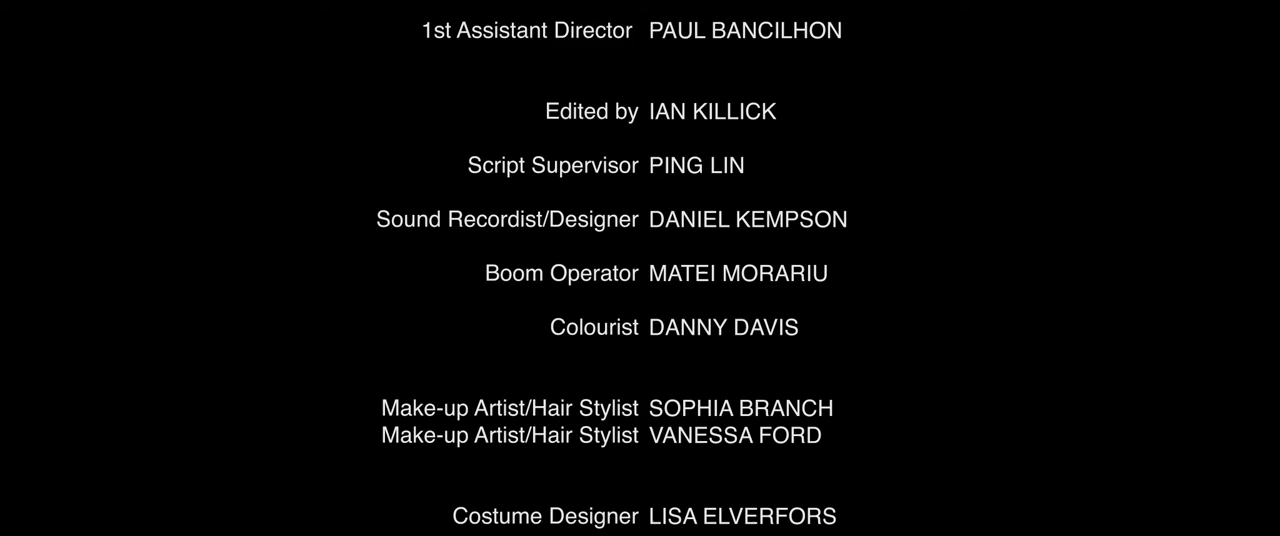 1st Assistant Director PAUL BANCILHON
Edited by IAN KILLICK
Script Supervisor PING LIN
Sound Recordist/Designer DANIEL KEMPSON
Boom Operator MATEI MORARIU
Colourist DANNY DAVIS
Make-up Artist/Hair Stylist SOPHIA BRANCH
Make-up Artist/Hair Stylist VANESSA FORD
Costume Designer LISA ELVERFORS